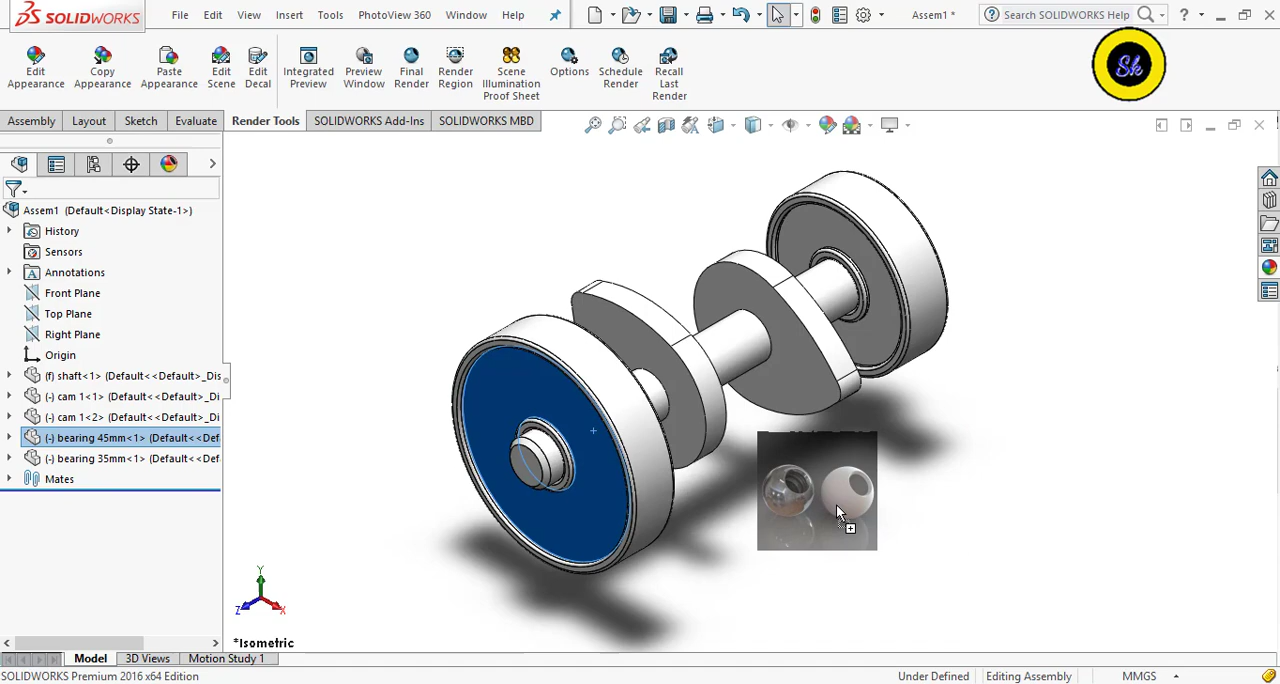 SOLIDWORKS File Edit View Insert Tools PhotoView 360 Window Help Assem1 * Search SOLIDWORKS Help ?
Edit Appearance Copy Appearance Paste Appearance Edit Scene Edit Decal Integrated Preview Preview Window Final Render Render Region Scene Illumination Proof Sheet Options Schedule Render Recall Last Render Sk
Assembly Layout Sketch Evaluate Render Tools SOLIDWORKS Add-Ins SOLIDWORKS MBD
Assem1 (Default<Display State-1>)
History
Sensors
Annotations
Front Plane
Top Plane
Right Plane
Origin
(f) shaft<1> (Default<<Default>_Dis
(-) cam 1<1> (Default<<Default>_Di
(-) cam 1<2> (Default<<Default>_Di
(-) bearing 45mm<1> (Default<<Def
(-) bearing 35mm<1> (Default<<Def
Mates
Y
Z X
*Isometric
Model 3D Views Motion Study 1
SOLIDWORKS Premium 2016 x64 Edition Under Defined Editing Assembly MMGS